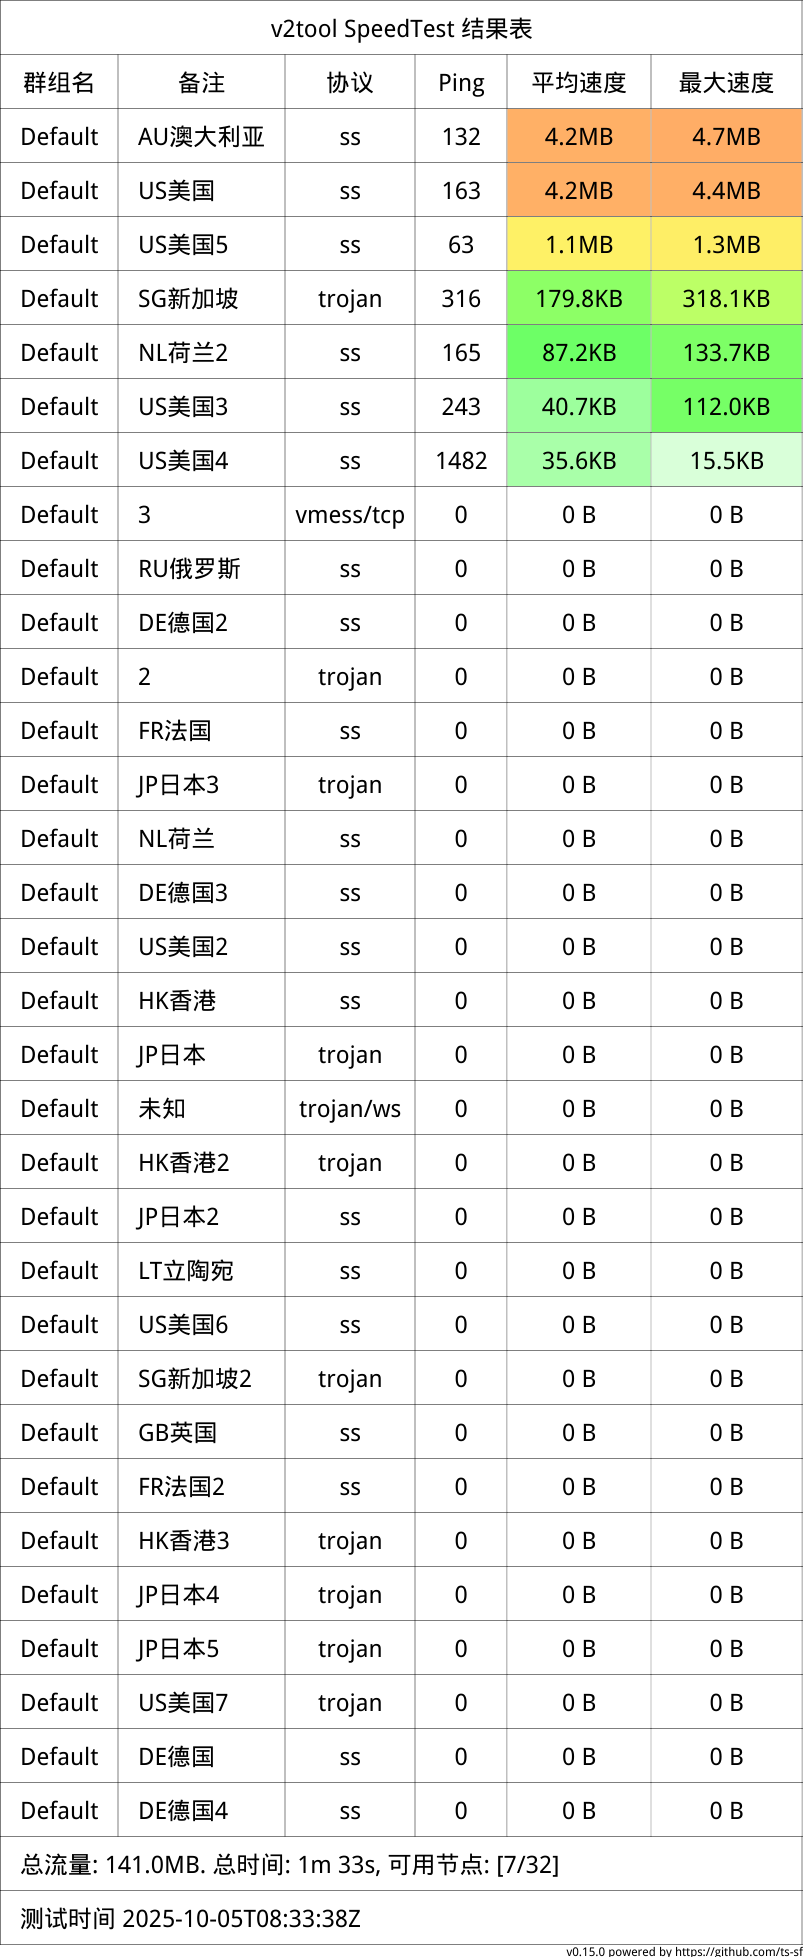 v2tool SpeedTest 结果表
群组名 备注 协议 Ping 平均速度 最大速度
Default AU澳大利亚 ss 132 4.2MB 4.7MB
Default US美国 ss 163 4.2MB 4.4MB
Default US美国5 ss 63 1.1MB 1.3MB
Default SG新加坡 trojan 316 179.8KB 318.1KB
Default NL荷兰2 ss 165 87.2KB 133.7KB
Default US美国3 ss 243 40.7KB 112.0KB
Default US美国4 ss 1482 35.6KB 15.5KB
Default 3 vmess/tcp 0 0 B 0 B
Default RU俄罗斯 ss 0 0 B 0 B
Default DE德国2 ss 0 0 B 0 B
Default 2 trojan 0 0 B 0 B
Default FR法国 ss 0 0 B 0 B
Default JP日本3 trojan 0 0 B 0 B
Default NL荷兰 ss 0 0 B 0 B
Default DE德国3 ss 0 0 B 0 B
Default US美国2 ss 0 0 B 0 B
Default HK香港 ss 0 0 B 0 B
Default JP日本 trojan 0 0 B 0 B
Default 未知 trojan/ws 0 0 B 0 B
Default HK香港2 trojan 0 0 B 0 B
Default JP日本2 ss 0 0 B 0 B
Default LT立陶宛 ss 0 0 B 0 B
Default US美国6 ss 0 0 B 0 B
Default SG新加坡2 trojan 0 0 B 0 B
Default GB英国 ss 0 0 B 0 B
Default FR法国2 ss 0 0 B 0 B
Default HK香港3 trojan 0 0 B 0 B
Default JP日本4 trojan 0 0 B 0 B
Default JP日本5 trojan 0 0 B 0 B
Default US美国7 trojan 0 0 B 0 B
Default DE德国 ss 0 0 B 0 B
Default DE德国4 ss 0 0 B 0 B
总流量: 141.0MB. 总时间: 1m 33s, 可用节点: [7/32]
测试时间 2025-10-05T08:33:38Z
v0.15.0 powered by https://github.com/ts-sf